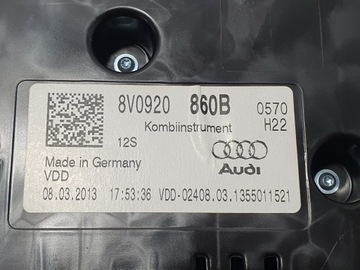 8V0920 860B 0570
Kombiinstrument H22
12S
Made in Germany
VDD
Audi
08.03.2013 17:53:36 VDD-02408.03.1355011521